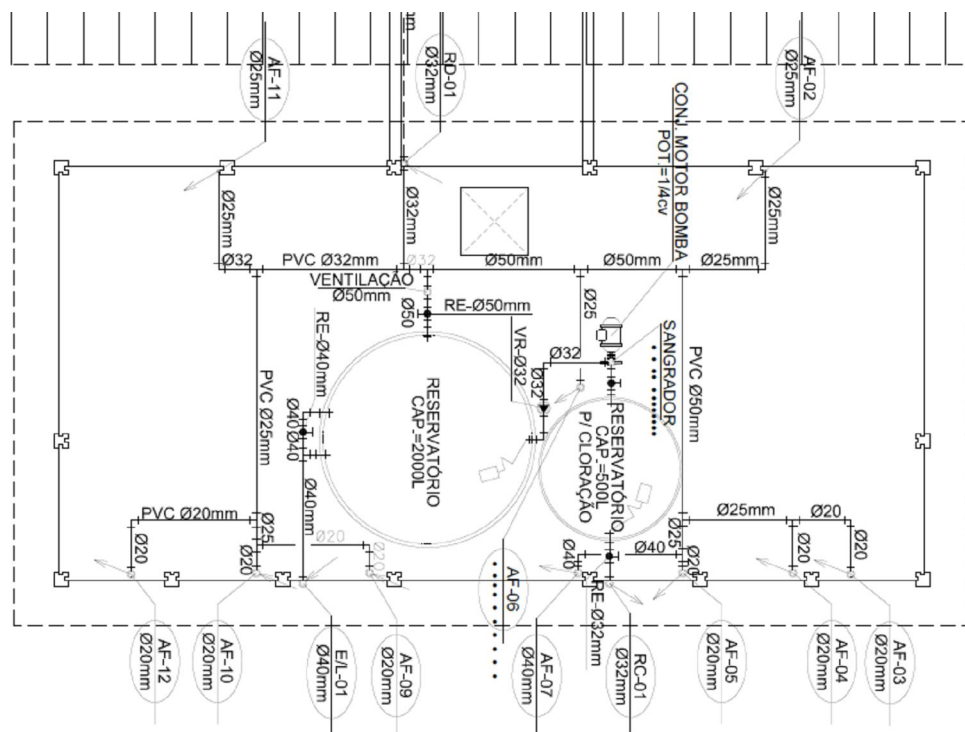 m
AF-11
Ø25mm
RD-01
Ø32mm
AF-02
Ø25mm
CONJ. MOTOR BOMBA
POT.=1/4cv
Ø25mm
Ø32mm
Ø25mm
Ø32
PVC Ø32mm
Ø32
Ø50mm
Ø50mm
Ø25mm
VENTILAÇÃO
Ø50mm
Ø50
RE-Ø50mm
Ø25
RE-Ø40mm
VR-Ø32
Ø32
Ø32
SANGRADOR
PVC Ø50mm
PVC Ø25mm
Ø40
Ø40
Ø40mm
RESERVATÓRIO
CAP.=2000L
RESERVATÓRIO
CAP.=500L
P/ CLORAÇÃO
PVC Ø20mm
Ø20
Ø25
Ø20
Ø20
Ø20
Ø40
Ø40
Ø25
Ø20
Ø25mm
Ø20
Ø20
Ø20
RE-Ø32mm
AF-06
AF-12
Ø20mm
AF-10
Ø20mm
E/L-01
Ø40mm
AF-09
Ø20mm
AF-07
Ø40mm
RC-01
Ø32mm
AF-05
Ø20mm
AF-04
Ø20mm
AF-03
Ø20mm